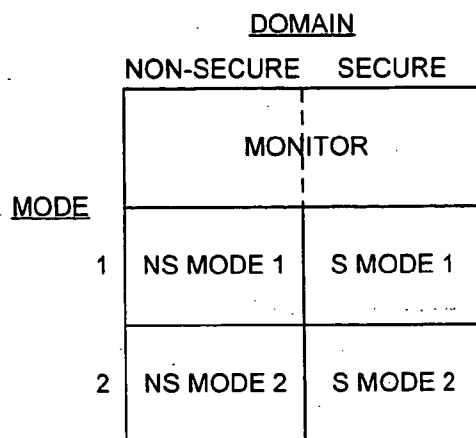 DOMAIN
NON-SECURE SECURE
MONITOR
MODE
1 NS MODE 1 S MODE 1
2 NS MODE 2 S MODE 2